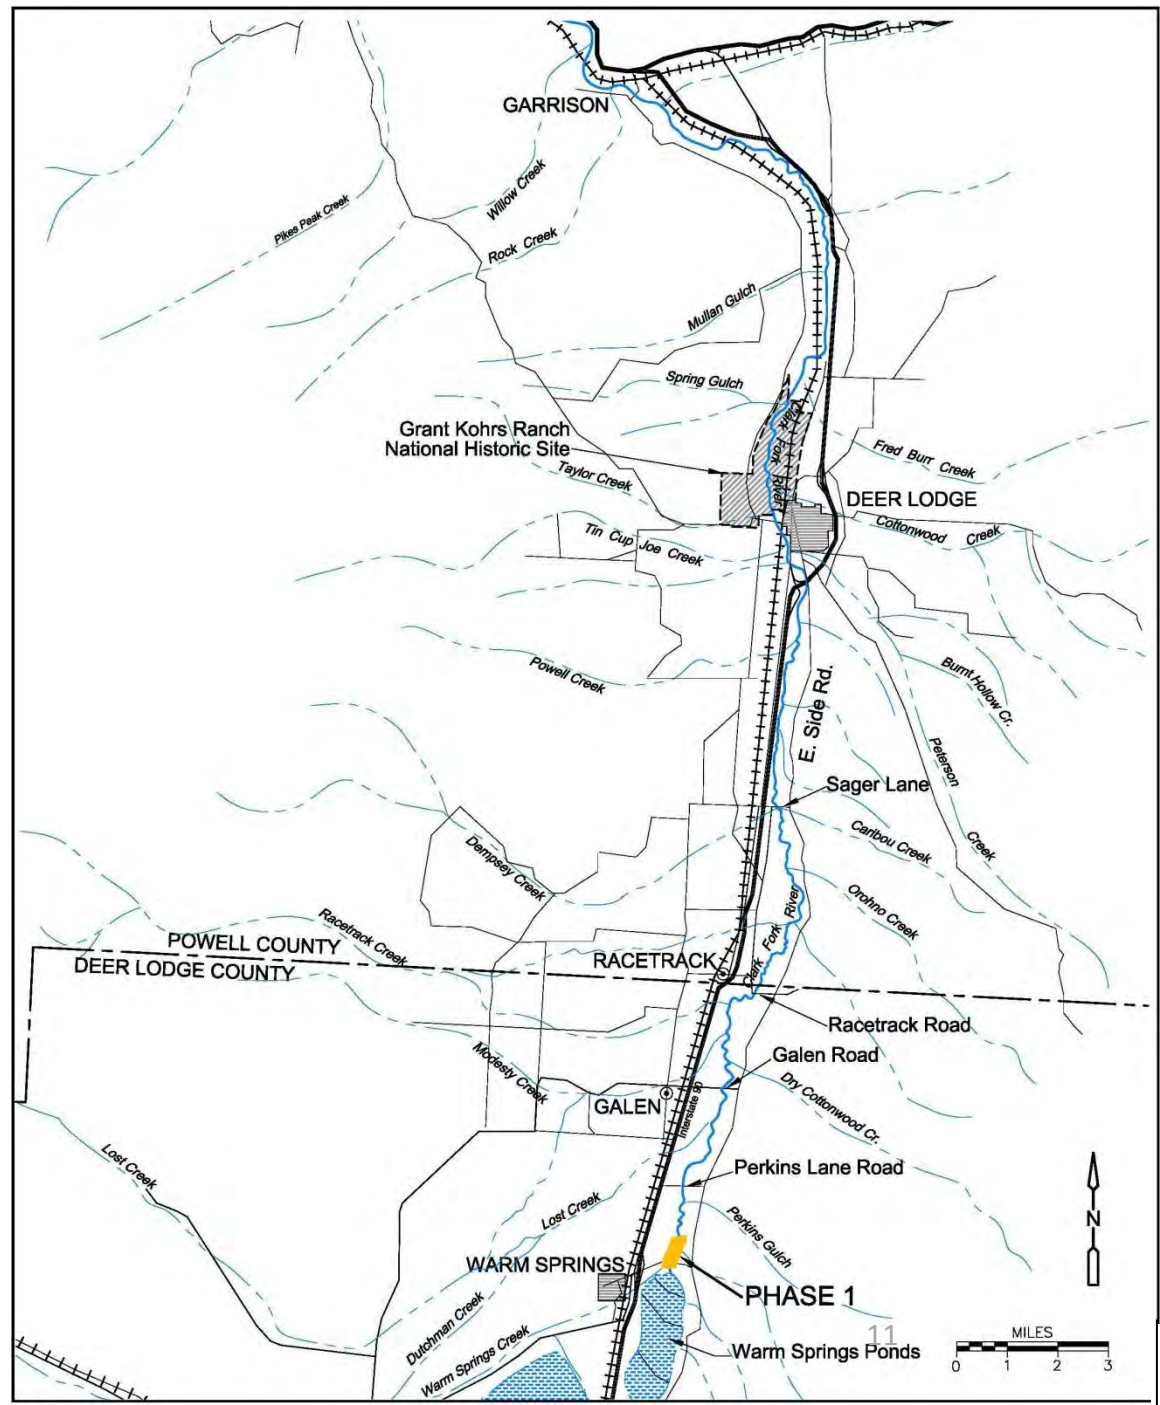 GARRISON
Pikes Peak Creek
Willow Creek
Rock Creek
Mullan Gulch
Spring Gulch
Grant Kohrs Ranch
National Historic Site
Clark Fork River
Fred Burr Creek
Taylor Creek
DEER LODGE
Cottonwood Creek
Tin Cup Joe Creek
Powell Creek
Burnt Hollow Cr.
E. Side Rd.
Peterson Creek
Sager Lane
Caribou Creek
Dempsey Creek
Orohno Creek
Racetrack Creek
Clark Fork River
POWELL COUNTY
DEER LODGE COUNTY
RACETRACK
Racetrack Road
Galen Road
Modesty Creek
Dry Cottonwood Cr.
GALEN
Interstate 90
Lost Creek
Perkins Lane Road
Lost Creek
N
Perkins Gulch
WARM SPRINGS
PHASE 1
Dutchman Creek
Warm Springs Creek
11
Warm Springs Ponds
MILES
0 1 2 3